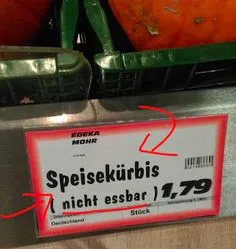 EDEKA
MOHR
Speisekürbis
( nicht essbar ) 1,79
Deutschland
Stück